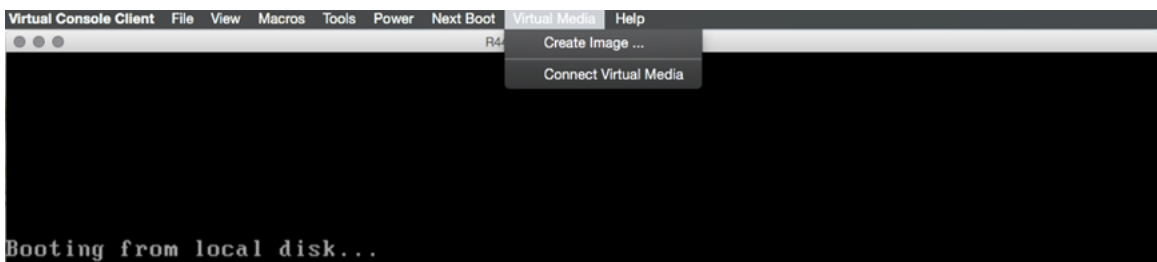 Virtual Console Client File View Macros Tools Power Next Boot Virtual Media Help
R44
Create Image ...
Connect Virtual Media
Booting from local disk...